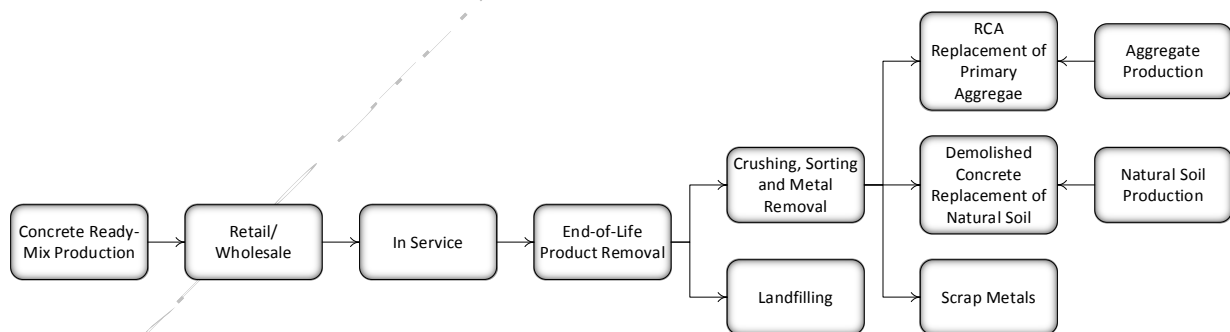 Concrete Ready-
Mix Production
Retail/
Wholesale
In Service
End-of-Life
Product Removal
Crushing, Sorting
and Metal
Removal
Landfilling
RCA
Replacement of
Primary
Aggregae
Aggregate
Production
Demolished
Concrete
Replacement of
Natural Soil
Natural Soil
Production
Scrap Metals